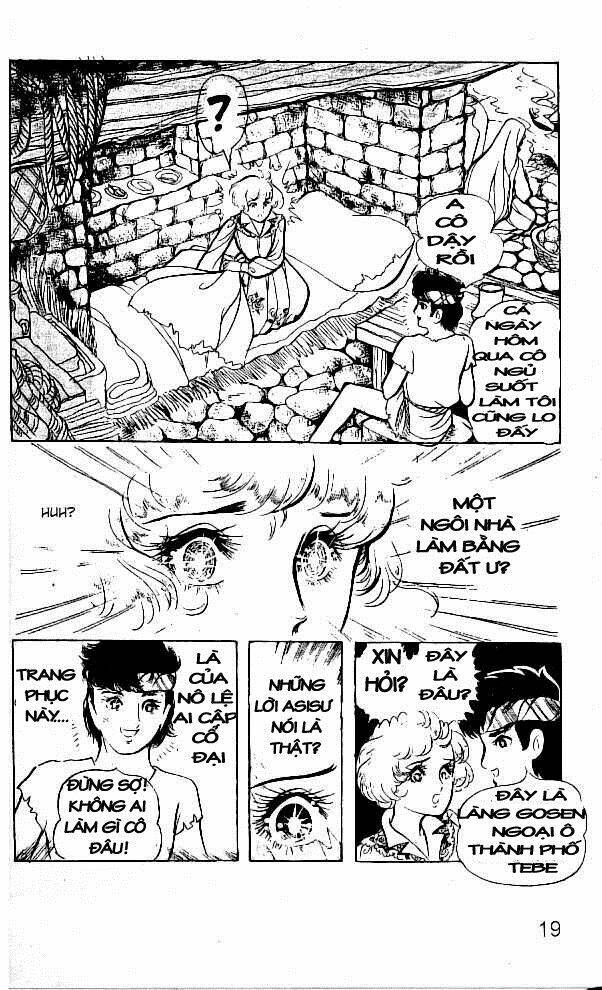 ?
A
CÔ
DẬY
RỒI
CẢ
NGÀY
HÔM
QUA CÔ
NGỦ
SUỐT
LÀM TÔI
CŨNG LO
ĐẤY
HUH?
MỘT
NGÔI NHÀ
LÀM BẰNG
ĐẤT Ư?
TRANG
PHỤC
NÀY...
LÀ
CỦA
NÔ LỆ
AI CẬP
CỔ
ĐẠI
ĐỪNG SỢ!
KHÔNG AI
LÀM GÌ CÔ
ĐÂU!
NHỮNG
LỜI ASISƯ
NÓI LÀ
THẬT?
XIN
HỎI?
ĐÂY
LÀ
ĐÂU?
ĐÂY LÀ
LÀNG GOSEN
NGOẠI Ô
THÀNH PHỐ
TEBE
19